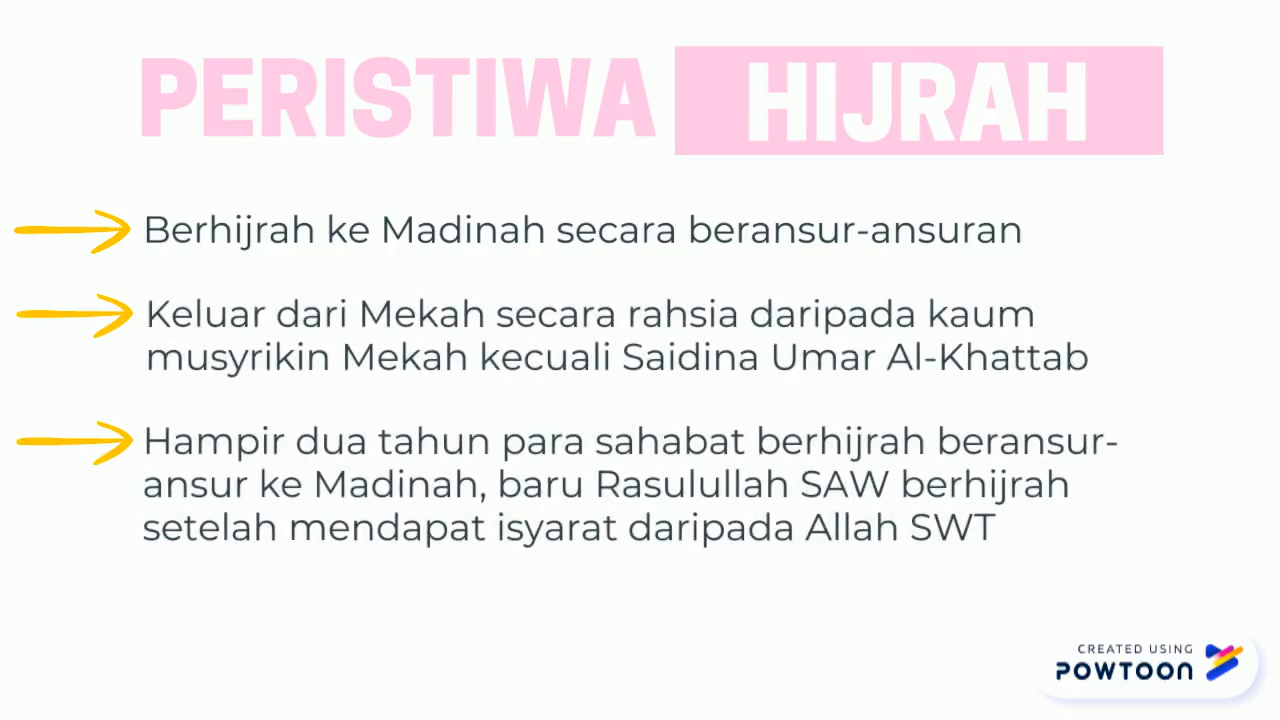 PERISTIWA HIJRAH
Berhijrah ke Madinah secara beransur-ansuran
Keluar dari Mekah secara rahsia daripada kaum
musyrikin Mekah kecuali Saidina Umar Al-Khattab
Hampir dua tahun para sahabat berhijrah beransur-
ansur ke Madinah, baru Rasulullah SAW berhijrah
setelah mendapat isyarat daripada Allah SWT
CREATED USING
POWTOON